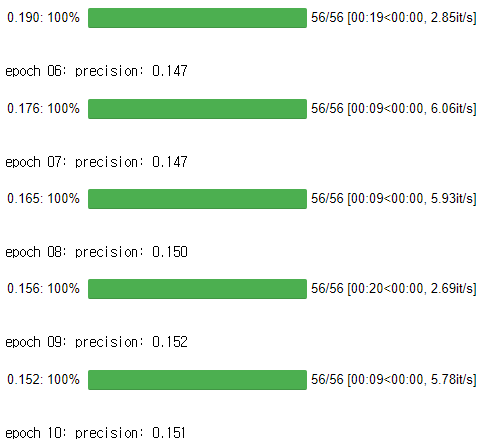 0.190: 100% 56/56 [00:19<00:00, 2.85it/s]
epoch 06: precision: 0.147
0.176: 100% 56/56 [00:09<00:00, 6.06it/s]
epoch 07: precision: 0.147
0.165: 100% 56/56 [00:09<00:00, 5.93it/s]
epoch 08: precision: 0.150
0.156: 100% 56/56 [00:20<00:00, 2.69it/s]
epoch 09: precision: 0.152
0.152: 100% 56/56 [00:09<00:00, 5.78it/s]
epoch 10: precision: 0.151